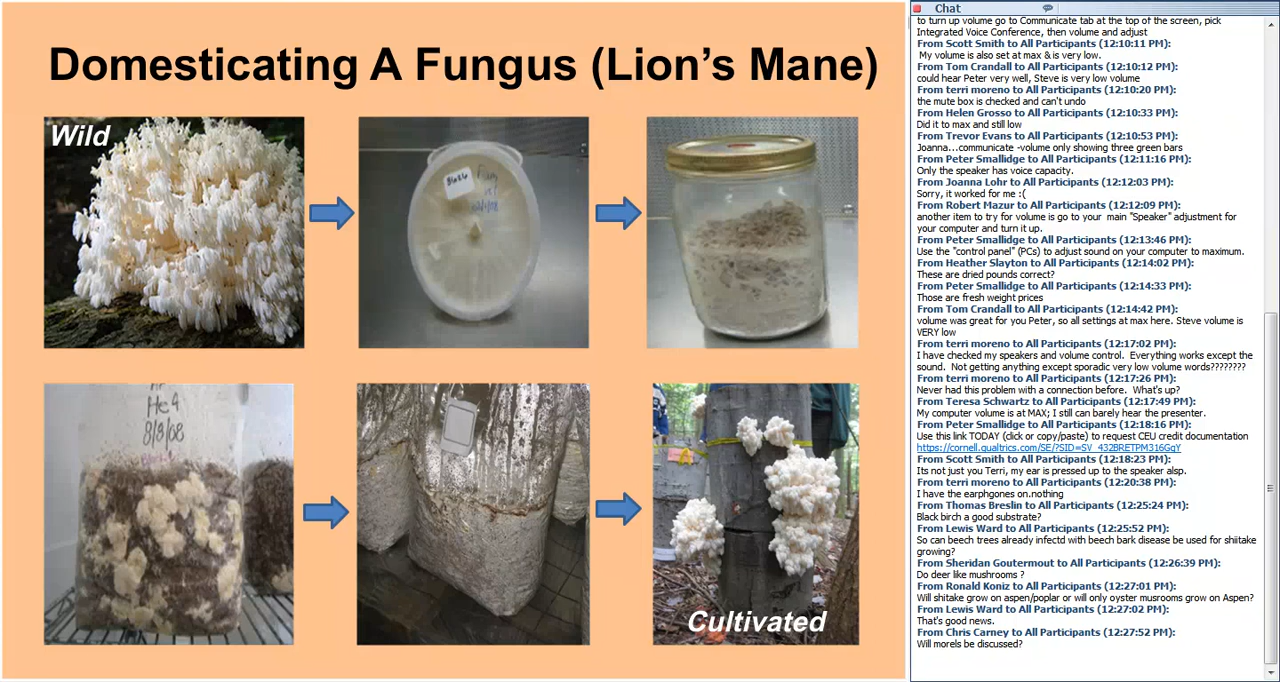 Domesticating A Fungus (Lion's Mane)
Wild
He4
8/8/08
Cultivated
Chat
to turn up volume go to Communicate tab at the top of the screen, pick
Integrated Voice Conference, then volume and adjust
From Scott Smith to All Participants (12:10:11 PM):
My volume is also set at max & is very low.
From Tom Crandall to All Participants (12:10:12 PM):
could hear Peter very well, Steve is very low volume
From terri moreno to All Participants (12:10:20 PM):
the mute box is checked and can't undo
From Helen Grosso to All Participants (12:10:33 PM):
Did it to max and still low
From Trevor Evans to All Participants (12:10:53 PM):
Joanna...communicate -volume only showing three green bars
From Peter Smallidge to All Participants (12:11:16 PM):
Only the speaker has voice capacity.
From Joanna Lohr to All Participants (12:12:03 PM):
Sorry, it worked for me :(
From Robert Mazur to All Participants (12:12:09 PM):
another item to try for volume is go to your main "Speaker" adjustment for
your computer and turn it up.
From Peter Smallidge to All Participants (12:13:46 PM):
Use the "control panel" (PCs) to adjust sound on your computer to maximum.
From Heather Slayton to All Participants (12:14:02 PM):
These are dried pounds correct?
From Peter Smallidge to All Participants (12:14:33 PM):
Those are fresh weight prices
From Tom Crandall to All Participants (12:14:42 PM):
volume was great for you Peter, so all settings at max here. Steve volume is
VERY low
From terri moreno to All Participants (12:17:02 PM):
I have checked my speakers and volume control. Everything works except the
sound. Not getting anything except sporadic very low volume words????????
From terri moreno to All Participants (12:17:26 PM):
Never had this problem with a connection before. What's up?
From Teresa Schwartz to All Participants (12:17:49 PM):
My computer volume is at MAX; I still can barely hear the presenter.
From Peter Smallidge to All Participants (12:18:16 PM):
Use this link TODAY (click or copy/paste) to request CEU credit documentation
https://cornell.qualtrics.com/SE/?SID=SV_432BRETPM316GqY
From Scott Smith to All Participants (12:18:23 PM):
Its not just you Terri, my ear is pressed up to the speaker alsp.
From terri moreno to All Participants (12:20:38 PM):
I have the earphgones on.nothing
From Thomas Breslin to All Participants (12:25:24 PM):
Black birch a good substrate?
From Lewis Ward to All Participants (12:25:52 PM):
So can beech trees already infectd with beech bark disease be used for shiitake
growing?
From Sheridan Goutermout to All Participants (12:26:39 PM):
Do deer like mushrooms ?
From Ronald Koniz to All Participants (12:27:01 PM):
Will shitake grow on aspen/poplar or will only oyster musrooms grow on Aspen?
From Lewis Ward to All Participants (12:27:02 PM):
That's good news.
From Chris Carney to All Participants (12:27:52 PM):
Will morels be discussed?